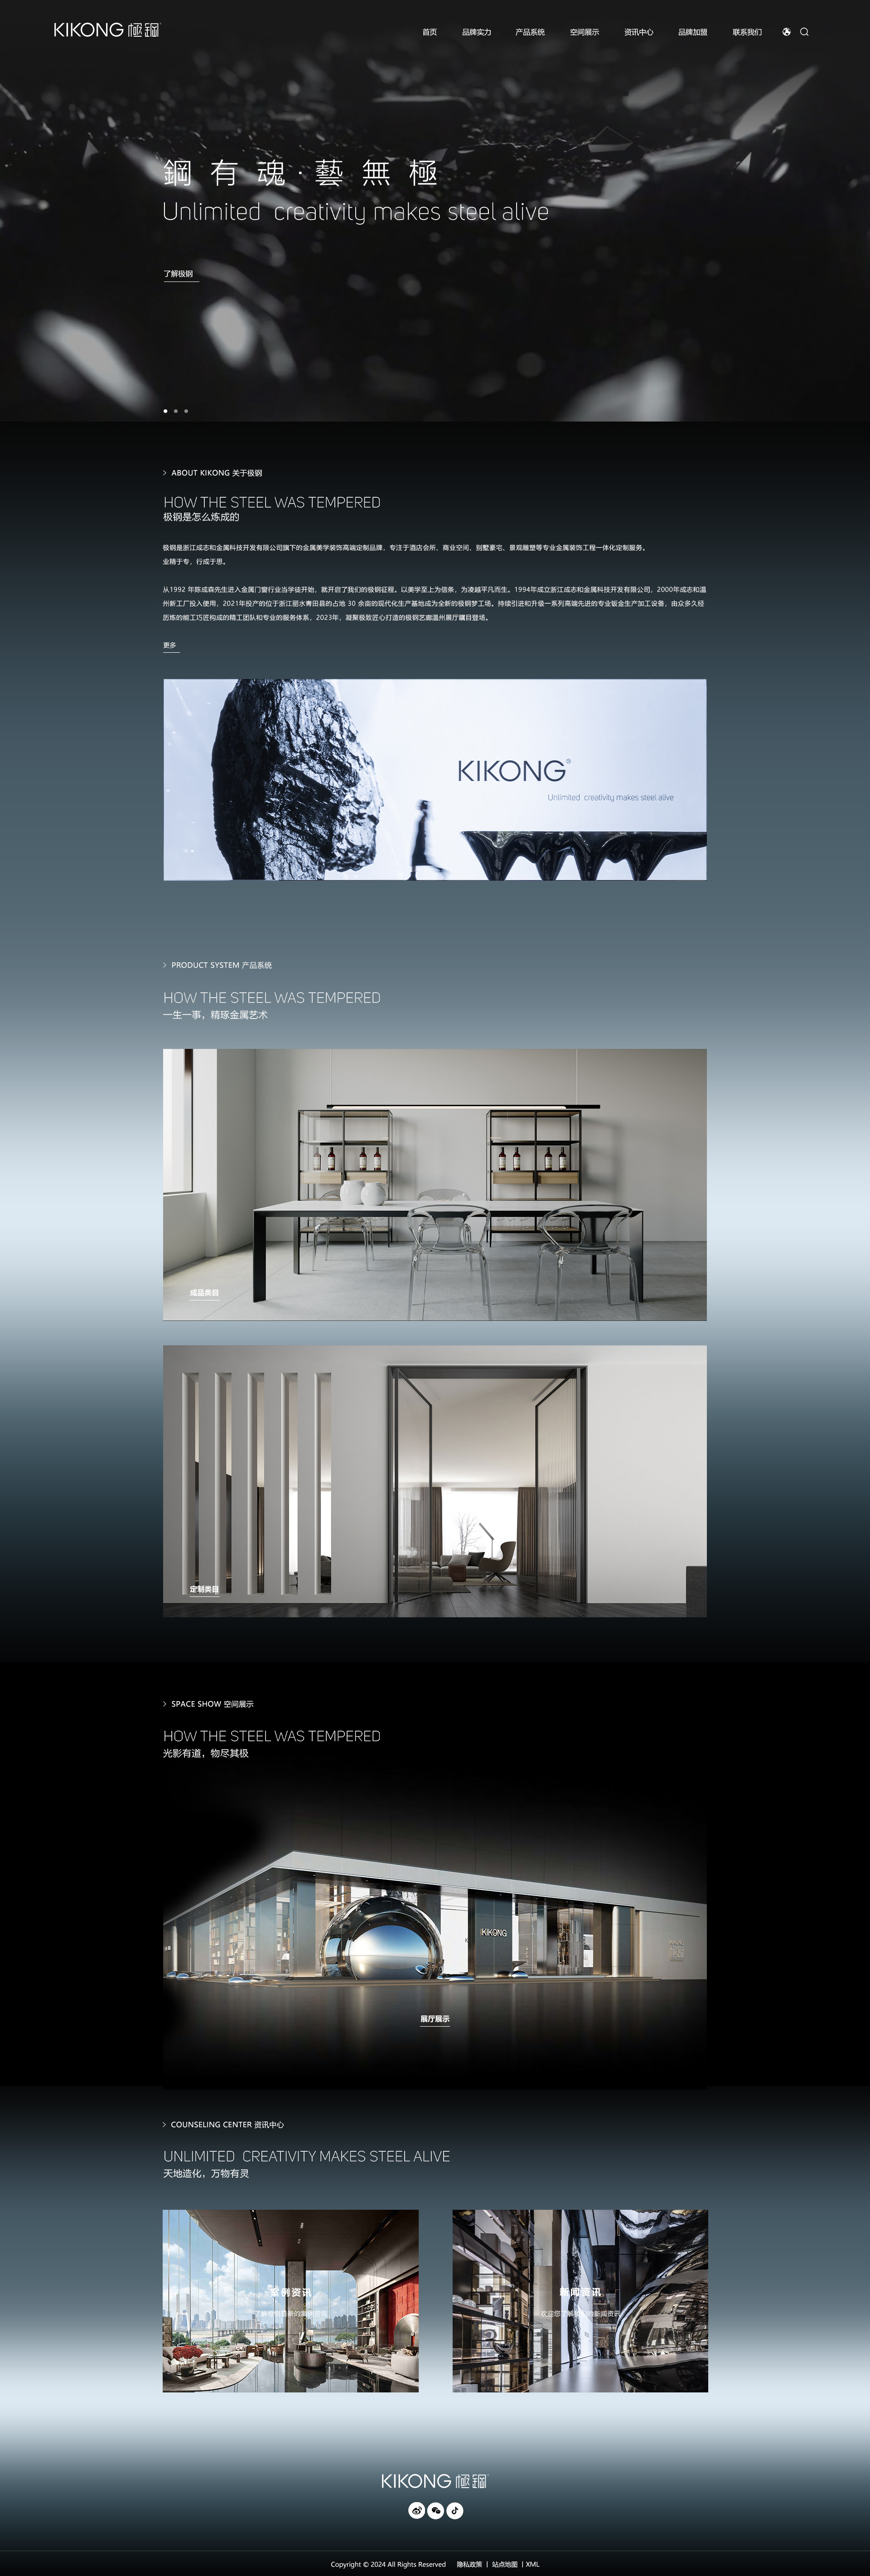 KIKONG 極鋼
首页 品牌实力 产品系统 空间展示 资讯中心 品牌加盟 联系我们
鋼有魂·藝無極
Unlimited creativity makes steel alive
了解极钢
> ABOUT KIKONG 关于极钢
HOW THE STEEL WAS TEMPERED
极钢是怎么炼成的
极钢是浙江成志和金属科技开发有限公司旗下的金属美学装饰高端定制品牌，专注于酒店会所、商业空间、别墅豪宅、景观雕塑等专业金属装饰工程一体化定制服务。
业精于专，行成于思。
从1992 年陈成森先生进入金属门窗行业当学徒开始，就开启了我们的极钢征程。以美学至上为信条，为凌越平凡而生。1994年成立浙江成志和金属科技开发有限公司，2000年成志和温
州新工厂投入使用，2021年投产的位于浙江丽水青田县的占地 30 余亩的现代化生产基地成为全新的极钢梦工场。持续引进和升级一系列高端先进的专业钣金生产加工设备，由众多久经
历炼的能工巧匠构成的精工团队和专业的服务体系，2023年，凝聚极致匠心打造的极钢艺廊温州展厅瞩目登场。
更多
KIKONG®
Unlimited creativity makes steel alive
> PRODUCT SYSTEM 产品系统
HOW THE STEEL WAS TEMPERED
一生一事，精琢金属艺术
成品类目
定制类目
> SPACE SHOW 空间展示
HOW THE STEEL WAS TEMPERED
光影有道，物尽其极
KIKONG
展厅展示
> COUNSELING CENTER 资讯中心
UNLIMITED CREATIVITY MAKES STEEL ALIVE
天地造化，万物有灵
案例资讯
新闻资讯
KIKONG 極鋼
Copyright © 2024 All Rights Reserved 隐私政策 | 站点地图 | XML